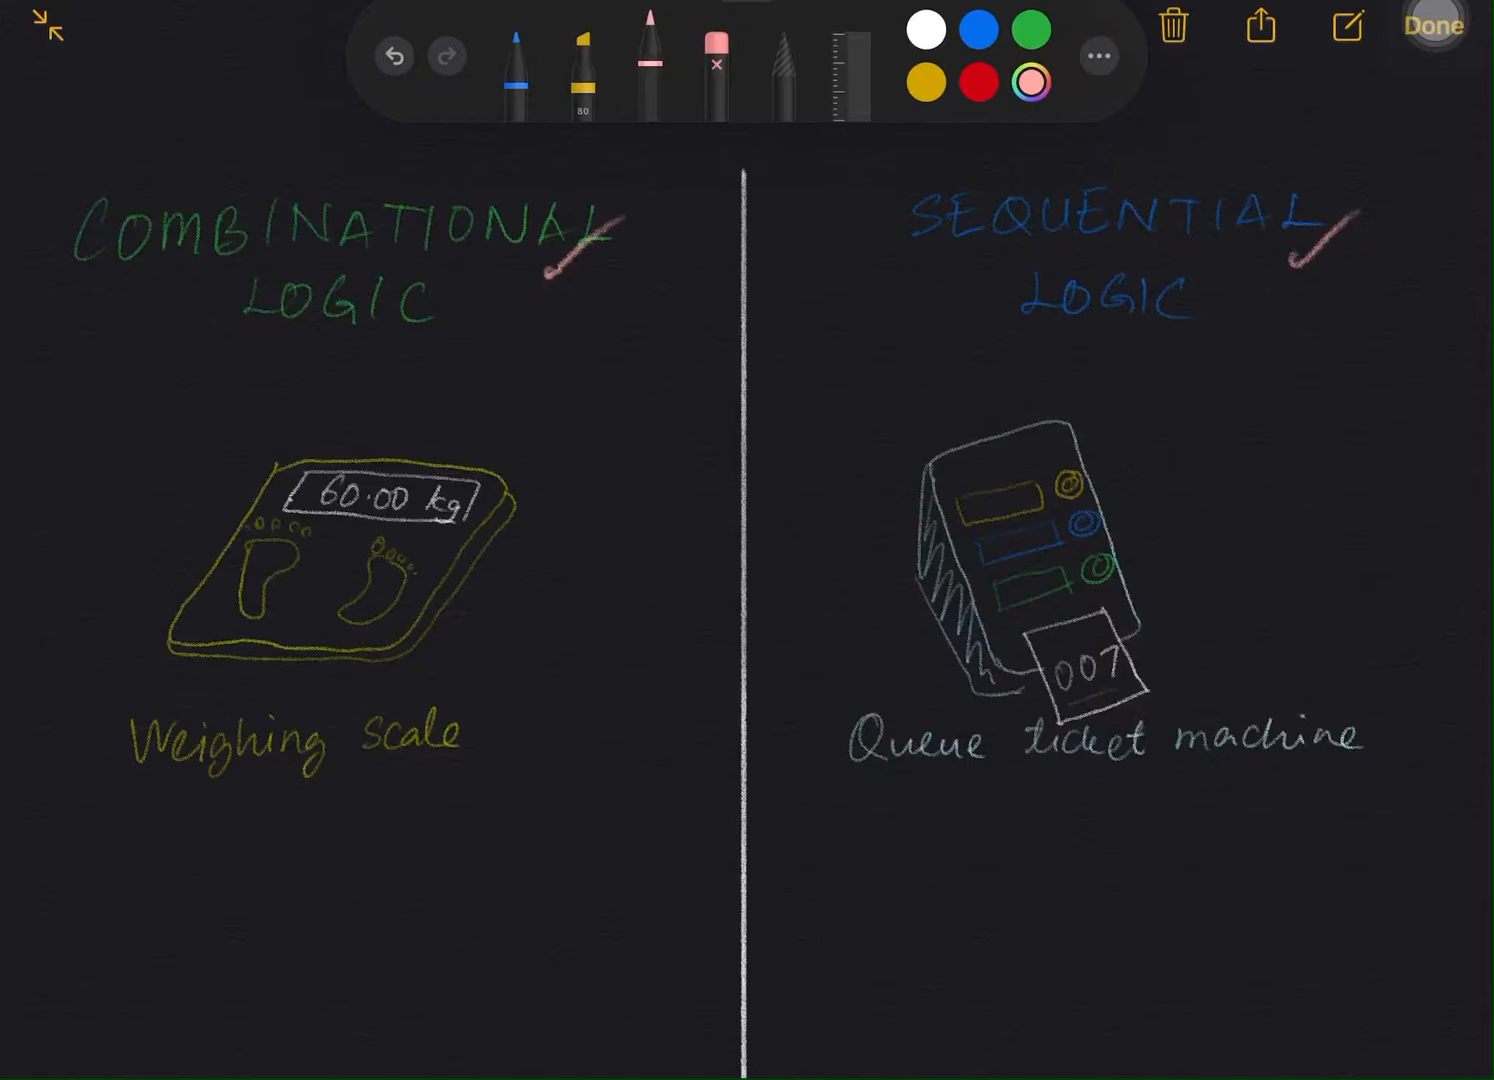 Done
80
COMBINATIONAL
LOGIC
60.00 kg
Weighing scale
SEQUENTIAL
LOGIC
007
Queue ticket machine